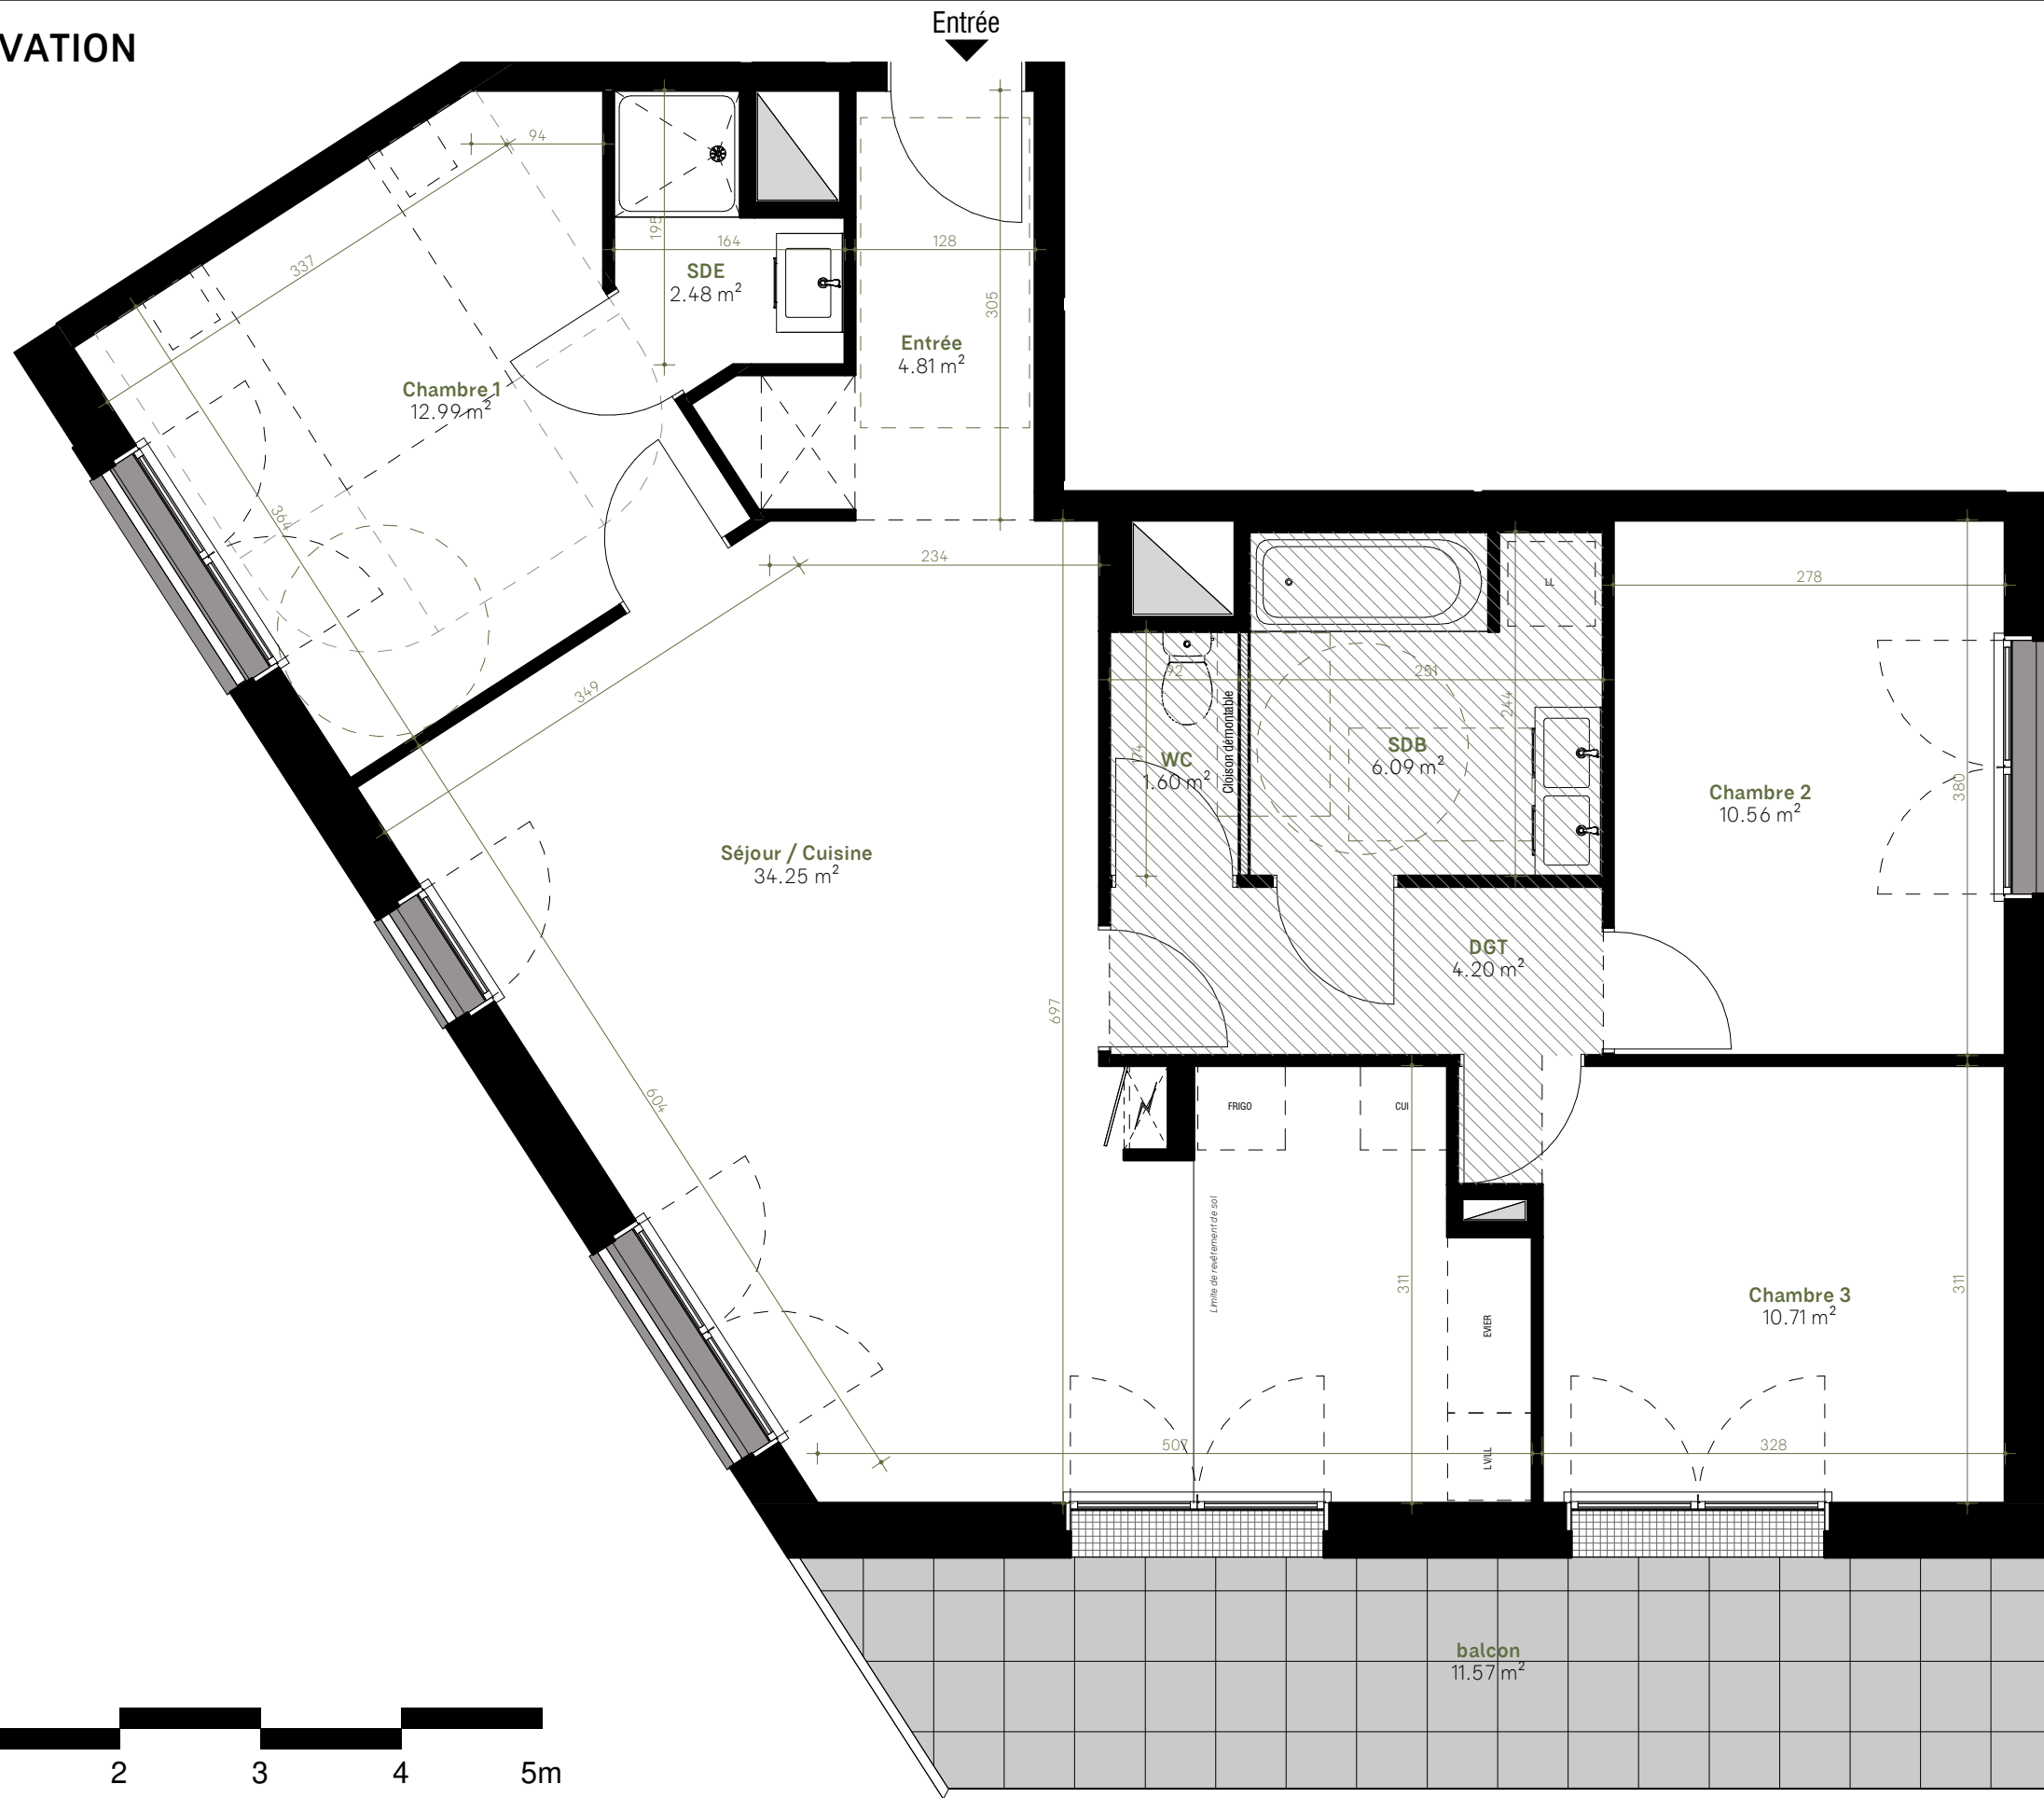 VATION
Entrée
94
337
195
164
128
SDE
2.48 m²
305
Entrée
4.81 m²
Chambre 1
12.99 m²
364
234
349
278
LL
92
251
244
Cloison démontable
WC
1.60 m²
SDB
6.09 m²
Chambre 2
10.56 m²
380
Séjour / Cuisine
34.25 m²
DGT
4.20 m²
697
604
FRIGO
CUI
Limite de revêtement de sol
311
EVIER
311
Chambre 3
10.71 m²
LV/LL
507
328
balcon
11.57 m²
2 3 4 5m